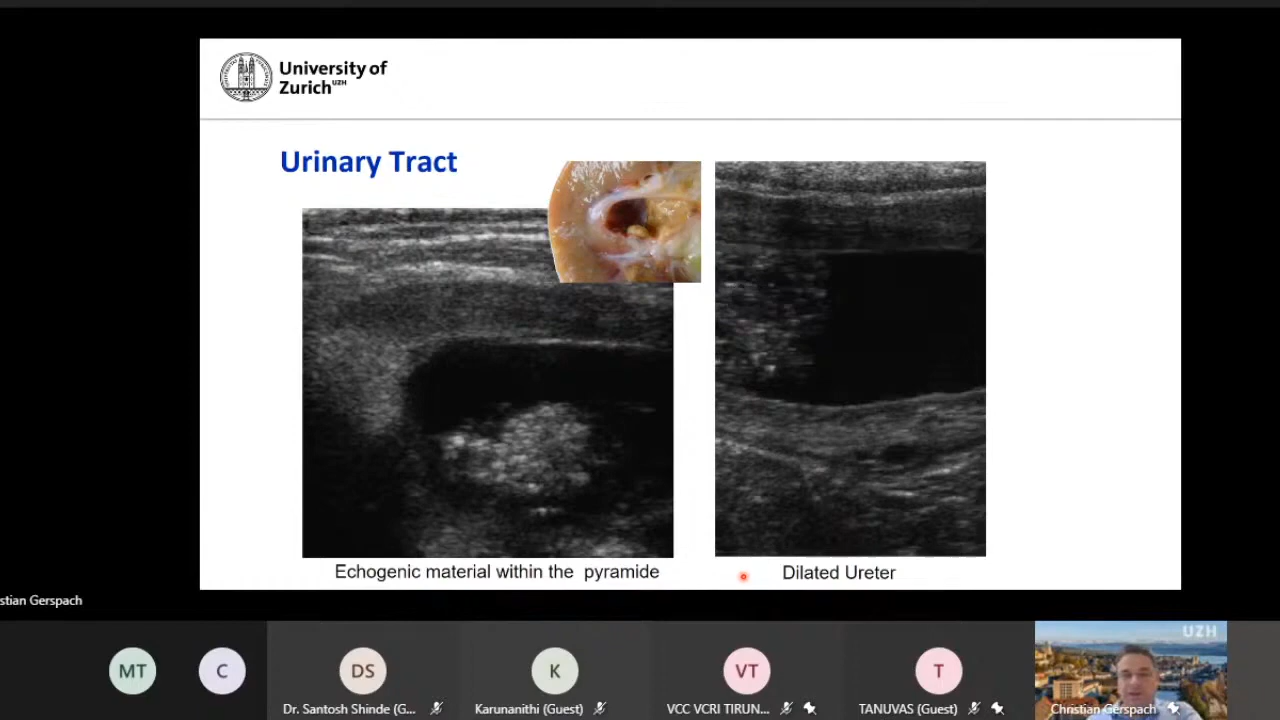 University of
Zurich UZH
Urinary Tract
Echogenic material within the pyramide
Dilated Ureter
stian Gerspach
MT
C
DS
K
VT
T
UZH
Dr. Santosh Shinde (G...
Karunanithi (Guest)
VCC VCRI TIRUN...
TANUVAS (Guest)
Christian Gerspach